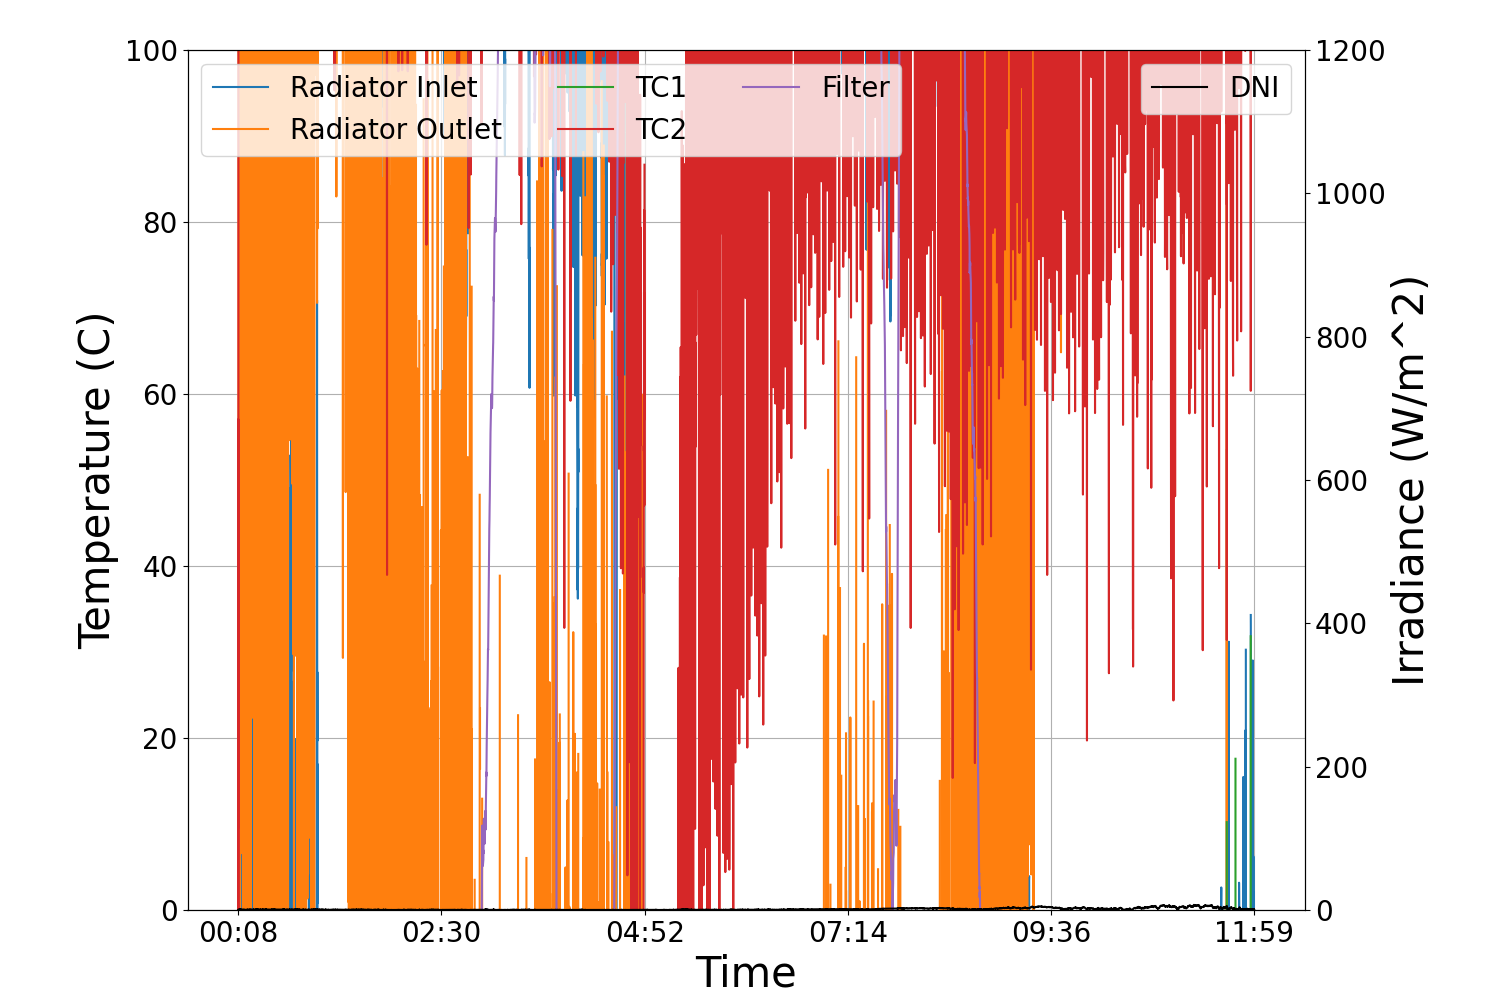 100
80
60
40
20
0
Temperature (C)
Radiator Inlet
Radiator Outlet
TC1
TC2
Filter
DNI
1200
1000
800
600
400
200
0
Irradiance (W/m^2)
00:08
02:30
04:52
07:14
09:36
11:59
Time